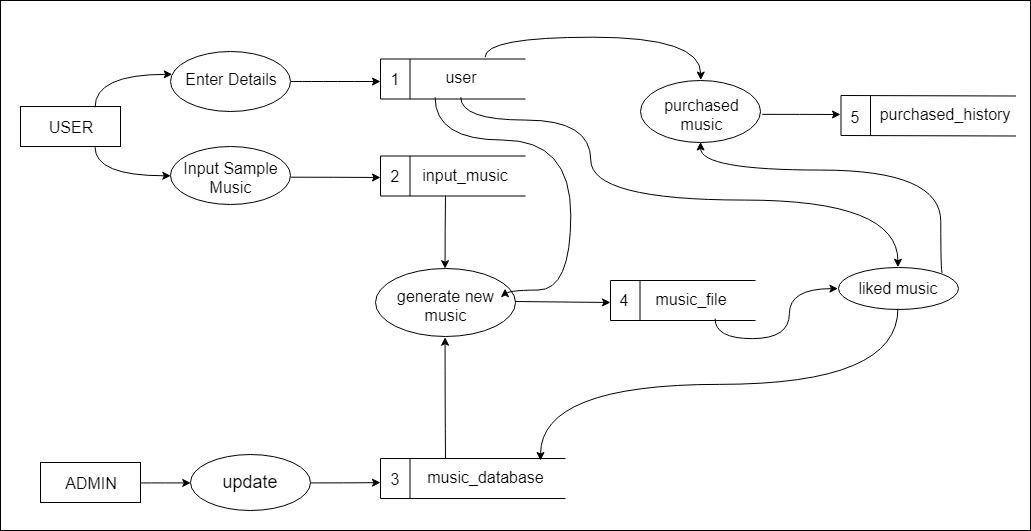 Enter Details
1
user
purchased
music
5
purchased_history
USER
Input Sample
Music
2
input_music
generate new
music
4
music_file
liked music
ADMIN
update
3
music_database